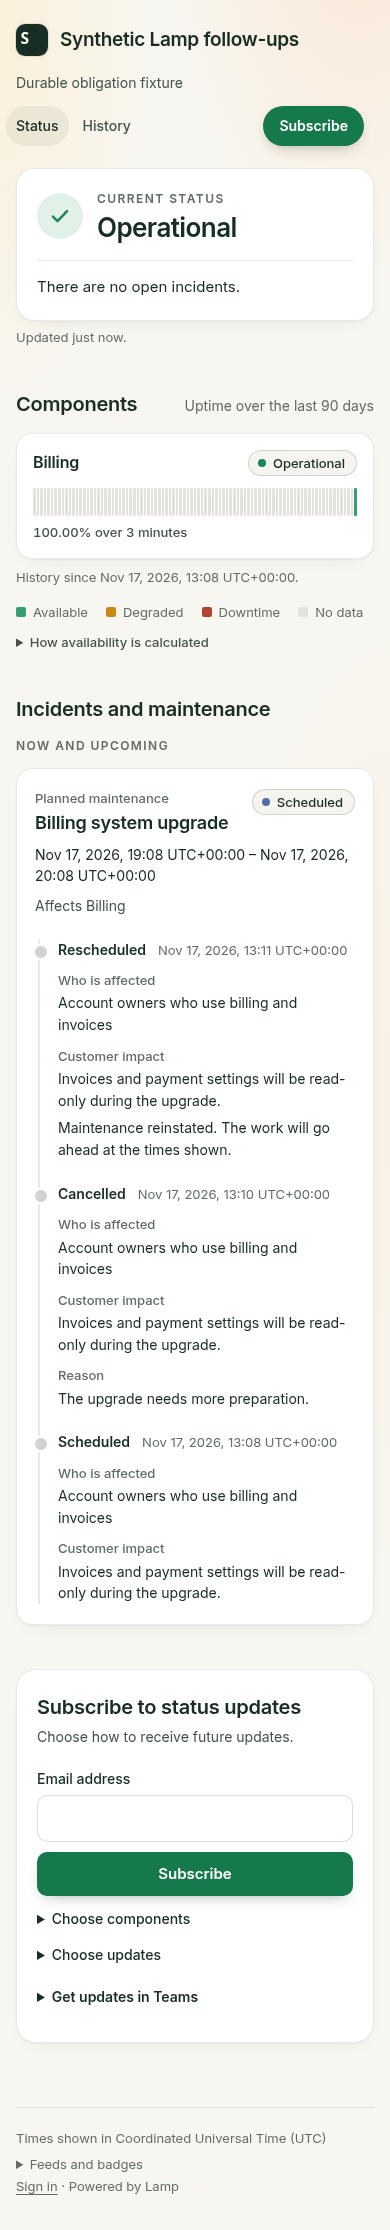 S
Synthetic Lamp follow-ups
Durable obligation fixture
Status
History
Subscribe
CURRENT STATUS
Operational
There are no open incidents.
Updated just now.
Components
Uptime over the last 90 days
Billing
Operational
100.00% over 3 minutes
History since Nov 17, 2026, 13:08 UTC+00:00.
Available
Degraded
Downtime
No data
How availability is calculated
Incidents and maintenance
NOW AND UPCOMING
Planned maintenance
Scheduled
Billing system upgrade
Nov 17, 2026, 19:08 UTC+00:00 – Nov 17, 2026,
20:08 UTC+00:00
Affects Billing
Rescheduled Nov 17, 2026, 13:11 UTC+00:00
Who is affected
Account owners who use billing and
invoices
Customer impact
Invoices and payment settings will be read-
only during the upgrade.
Maintenance reinstated. The work will go
ahead at the times shown.
Cancelled Nov 17, 2026, 13:10 UTC+00:00
Who is affected
Account owners who use billing and
invoices
Customer impact
Invoices and payment settings will be read-
only during the upgrade.
Reason
The upgrade needs more preparation.
Scheduled Nov 17, 2026, 13:08 UTC+00:00
Who is affected
Account owners who use billing and
invoices
Customer impact
Invoices and payment settings will be read-
only during the upgrade.
Subscribe to status updates
Choose how to receive future updates.
Email address
Subscribe
Choose components
Choose updates
Get updates in Teams
Times shown in Coordinated Universal Time (UTC)
Feeds and badges
Sign in · Powered by Lamp